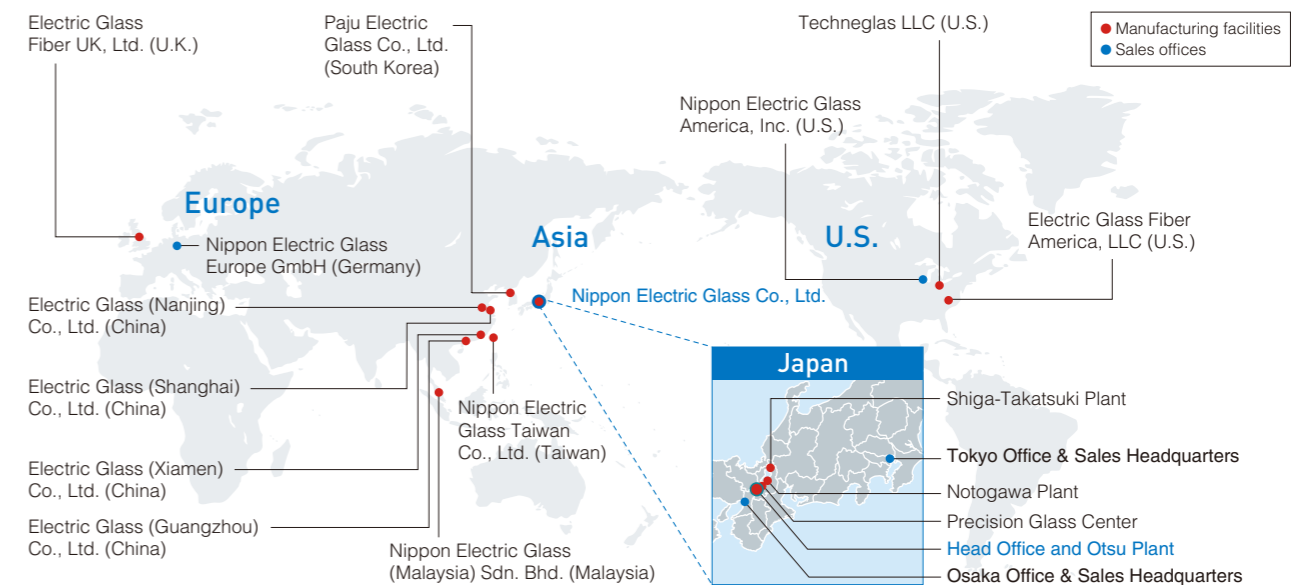 Electric Glass
Fiber UK, Ltd. (U.K.)
Paju Electric
Glass Co., Ltd.
(South Korea)
Techneglas LLC (U.S.)
Manufacturing facilities
Sales offices
Nippon Electric Glass
America, Inc. (U.S.)
Europe
Asia
U.S.
Electric Glass Fiber
America, LLC (U.S.)
Nippon Electric Glass
Europe GmbH (Germany)
Nippon Electric Glass Co., Ltd.
Electric Glass (Nanjing)
Co., Ltd. (China)
Electric Glass (Shanghai)
Co., Ltd. (China)
Nippon Electric
Glass Taiwan
Co., Ltd. (Taiwan)
Electric Glass (Xiamen)
Co., Ltd. (China)
Electric Glass (Guangzhou)
Co., Ltd. (China)
Nippon Electric Glass
(Malaysia) Sdn. Bhd. (Malaysia)
Japan
Shiga-Takatsuki Plant
Tokyo Office & Sales Headquarters
Notogawa Plant
Precision Glass Center
Head Office and Otsu Plant
Osaka Office & Sales Headquarters